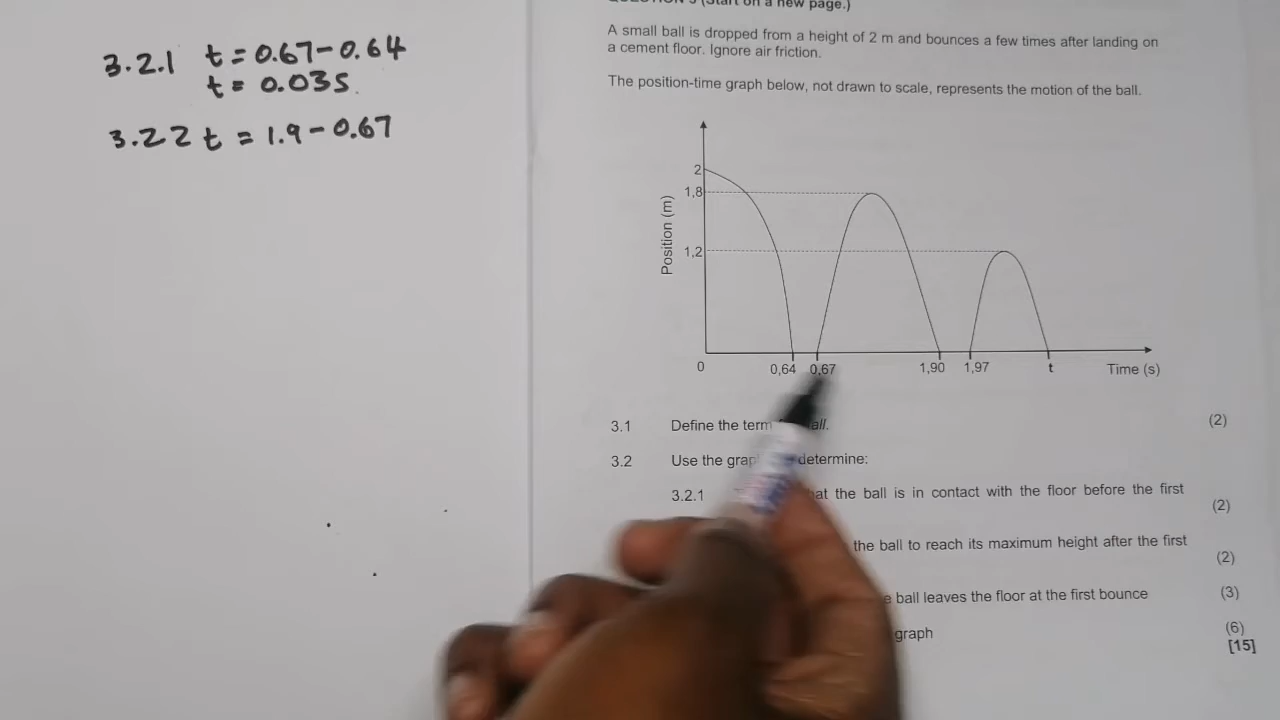 3.2.1 t = 0.67 - 0.64
t = 0.03s.
3.2.2 t = 1.9 - 0.67
(Start on a new page.)
A small ball is dropped from a height of 2 m and bounces a few times after landing on
a cement floor. Ignore air friction.
The position-time graph below, not drawn to scale, represents the motion of the ball.
2
1,8
1,2
Position (m)
0
0,64
0,67
1,90
1,97
t
Time (s)
3.1 Define the term all. (2)
3.2 Use the grap determine:
3.2.1 hat the ball is in contact with the floor before the first
(2)
the ball to reach its maximum height after the first
(2)
ball leaves the floor at the first bounce (3)
graph (6)
[15]